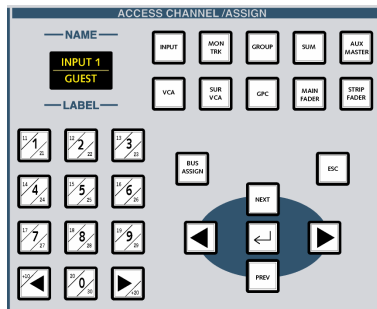 ACCESS CHANNEL /ASSIGN
NAME
INPUT 1
GUEST
LABEL
INPUT
MON TRK
GROUP
SUM
AUX MASTER
VCA
SUR VCA
GPC
MAIN FADER
STRIP FADER
11 1 21
12 2 22
13 3 23
14 4 24
15 5 25
16 6 26
17 7 27
18 8 28
19 9 29
+10
20 0 30
+20
BUS ASSIGN
ESC
NEXT
PREV